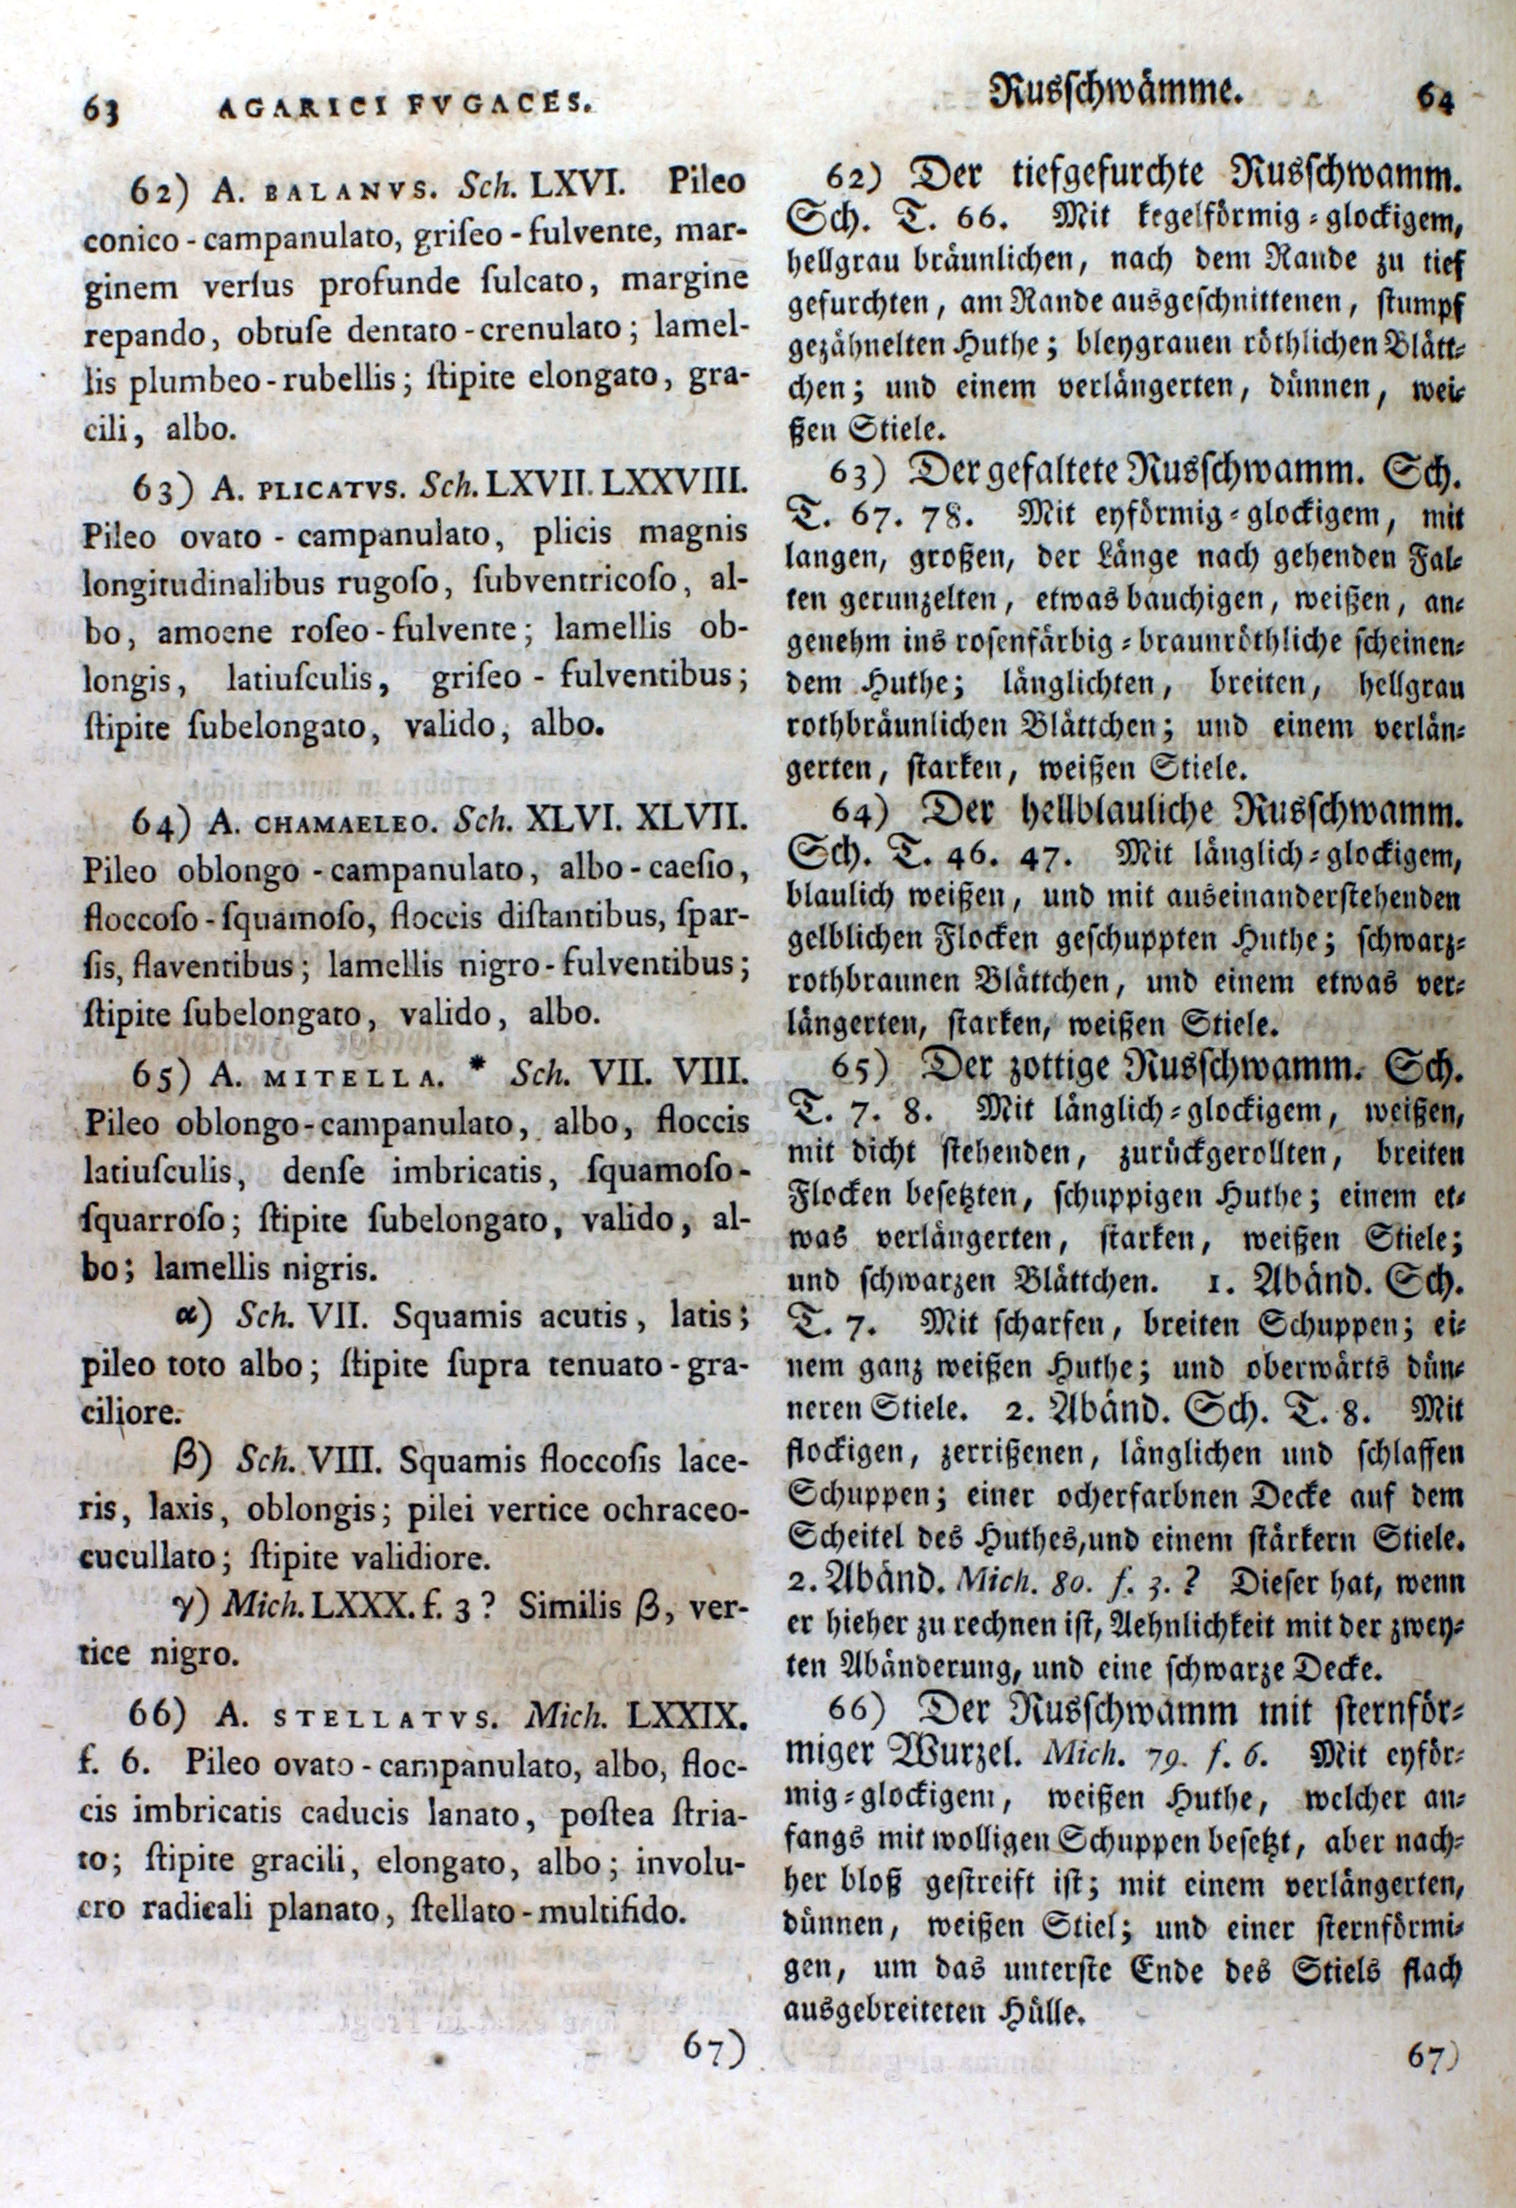 63 AGARICI FVGACES.
62) A. BALANVS. Sch. LXVI. Pileo
conico-campanulato, griſeo-fulvente, mar-
ginem verſus profunde ſulcato, margine
repando, obtuſe dentato-crenulato; lamel-
lis plumbeo-rubellis; ſtipite elongato, gra-
cili, albo.
63) A. PLICATVS. Sch. LXVII. LXXVIII.
Pileo ovato-campanulato, plicis magnis
longitudinalibus rugoſo, ſubventricoſo, al-
bo, amoene roſeo-fulvente; lamellis ob-
longis, latiuſculis, griſeo-fulventibus;
ſtipite ſubelongato, valido, albo.
64) A. CHAMAELEO. Sch. XLVI. XLVII.
Pileo oblongo-campanulato, albo-caeſio,
floccoſo-ſquamoſo, floccis diſtantibus, ſpar-
ſis, flaventibus; lamellis nigro-fulventibus;
ſtipite ſubelongato, valido, albo.
65) A. MITELLA. * Sch. VII. VIII.
Pileo oblongo-campanulato, albo, floccis
latiuſculis, denſe imbricatis, ſquamoſo-
ſquarroſo; ſtipite ſubelongato, valido, al-
bo; lamellis nigris.
α) Sch. VII. Squamis acutis, latis;
pileo toto albo; ſtipite ſupra tenuato-gra-
ciliore.
β) Sch. VIII. Squamis floccoſis lace-
ris, laxis, oblongis; pilei vertice ochraceo-
cucullato; ſtipite validiore.
γ) Mich. LXXX. f. 3? Similis β, ver-
tice nigro.
66) A. STELLATVS. Mich. LXXIX.
f. 6. Pileo ovato-campanulato, albo, floc-
cis imbricatis caducis lanato, poſtea ſtria-
to; ſtipite gracili, elongato, albo; involu-
cro radicali planato, ſtellato-multifido.
67)
Rusſchwämme. 64
62) Der tiefgefurchte Rusſchwamm.
Sch. T. 66. Mit kegelförmig-glockigem,
hellgrau bräunlichen, nach dem Rande zu tief
gefurchten, am Rande ausgeſchnittenen, ſtumpf
gezähnelten Huthe; bleygrauen röthlichen Blätt-
chen; und einem verlängerten, dünnen, wei-
ßen Stiele.
63) Der gefaltete Rusſchwamm. Sch.
T. 67. 78. Mit eyförmig-glockigem, mit
langen, großen, der Länge nach gehenden Fal-
ten gerunzelten, etwas bauchigen, weißen, an-
genehm ins roſenfärbig-braunröthliche ſcheinen-
dem Huthe; länglichten, breiten, hellgrau
rothbräunlichen Blättchen; und einem verlän-
gerten, ſtarken, weißen Stiele.
64) Der hellblauliche Rusſchwamm.
Sch. T. 46. 47. Mit länglich-glockigem,
blaulich weißen, und mit auseinanderſtehenden
gelblichen Flocken geſchuppten Huthe; ſchwarz-
rothbraunen Blättchen, und einem etwas ver-
längerten, ſtarken, weißen Stiele.
65) Der zottige Rusſchwamm. Sch.
T. 7. 8. Mit länglich-glockigem, weißen,
mit dicht ſtehenden, zurückgerollten, breiten
Flocken beſetzten, ſchuppigen Huthe; einem et-
was verlängerten, ſtarken, weißen Stiele;
und ſchwarzen Blättchen. 1. Abänd. Sch.
T. 7. Mit ſcharfen, breiten Schuppen; ei-
nem ganz weißen Huthe; und oberwärts dün-
neren Stiele. 2. Abänd. Sch. T. 8. Mit
flockigen, zerrißenen, länglichen und ſchlaffen
Schuppen; einer ocherfarbnen Decke auf dem
Scheitel des Huthes, und einem ſtärkern Stiele.
2. Abänd. Mich. 80. f. 3.? Dieſer hat, wenn
er hieher zu rechnen iſt, Aehnlichkeit mit der zwey-
ten Abänderung, und eine ſchwarze Decke.
66) Der Rusſchwamm mit ſternför-
miger Wurzel. Mich. 79. f. 6. Mit eyför-
mig-glockigem, weißen Huthe, welcher an-
fangs mit wolligen Schuppen beſetzt, aber nach-
her bloß geſtreift iſt; mit einem verlängerten,
dünnen, weißen Stiel; und einer ſternförmi-
gen, um das unterſte Ende des Stiels flach
ausgebreiteten Hülle.
67)